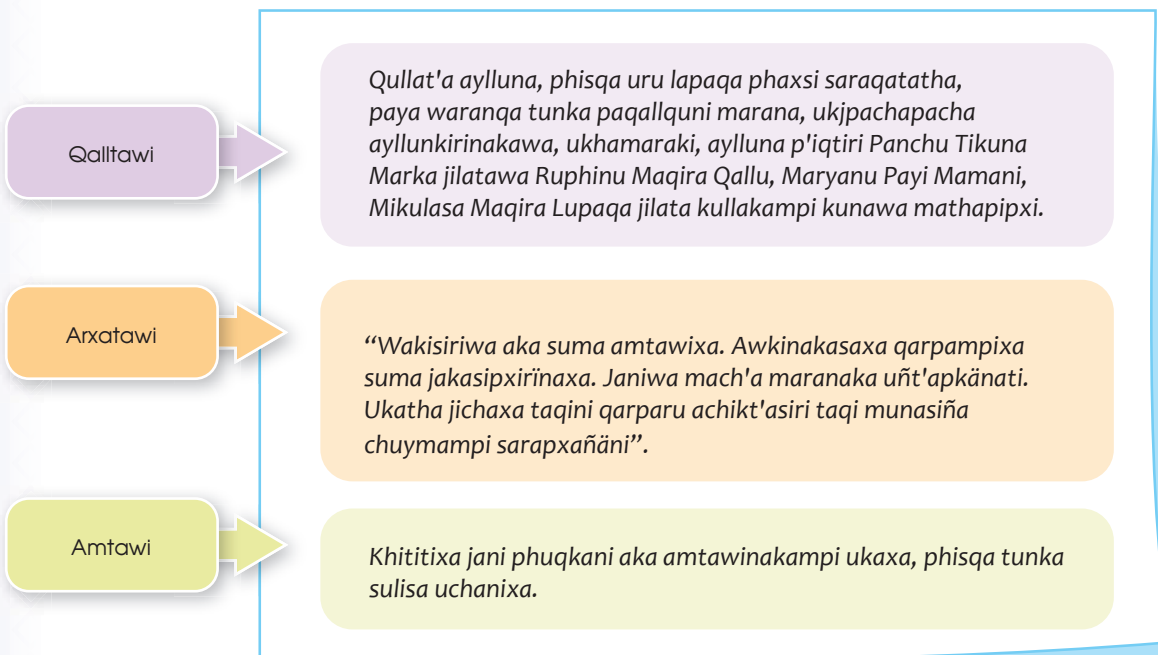 Qalltawi
Qullat'a aylluna, phisqa uru lapaqa phaxsi saraqatatha,
paya waranqa tunka paqallquni marana, ukjpachapacha
ayllunkirinakawa, ukhamaraki, aylluna p'iqtiri Panchu Tikuna
Marka jilatawa Ruphinu Maqira Qallu, Maryanu Payi Mamani,
Mikulasa Maqira Lupaqa jilata kullakampi kunawa mathapipxi.
Arxatawi
“Wakisiriwa aka suma amtawixa. Awkinakasaxa qarpampixa
suma jakasipxirïnaxa. Janiwa mach'a maranaka uñt'apkänati.
Ukatha jichaxa taqini qarparu achikt'asiri taqi munasiña
chuymampi sarapxañäni”.
Amtawi
Khititixa jani phuqkani aka amtawinakampi ukaxa, phisqa tunka
sulisa uchanixa.